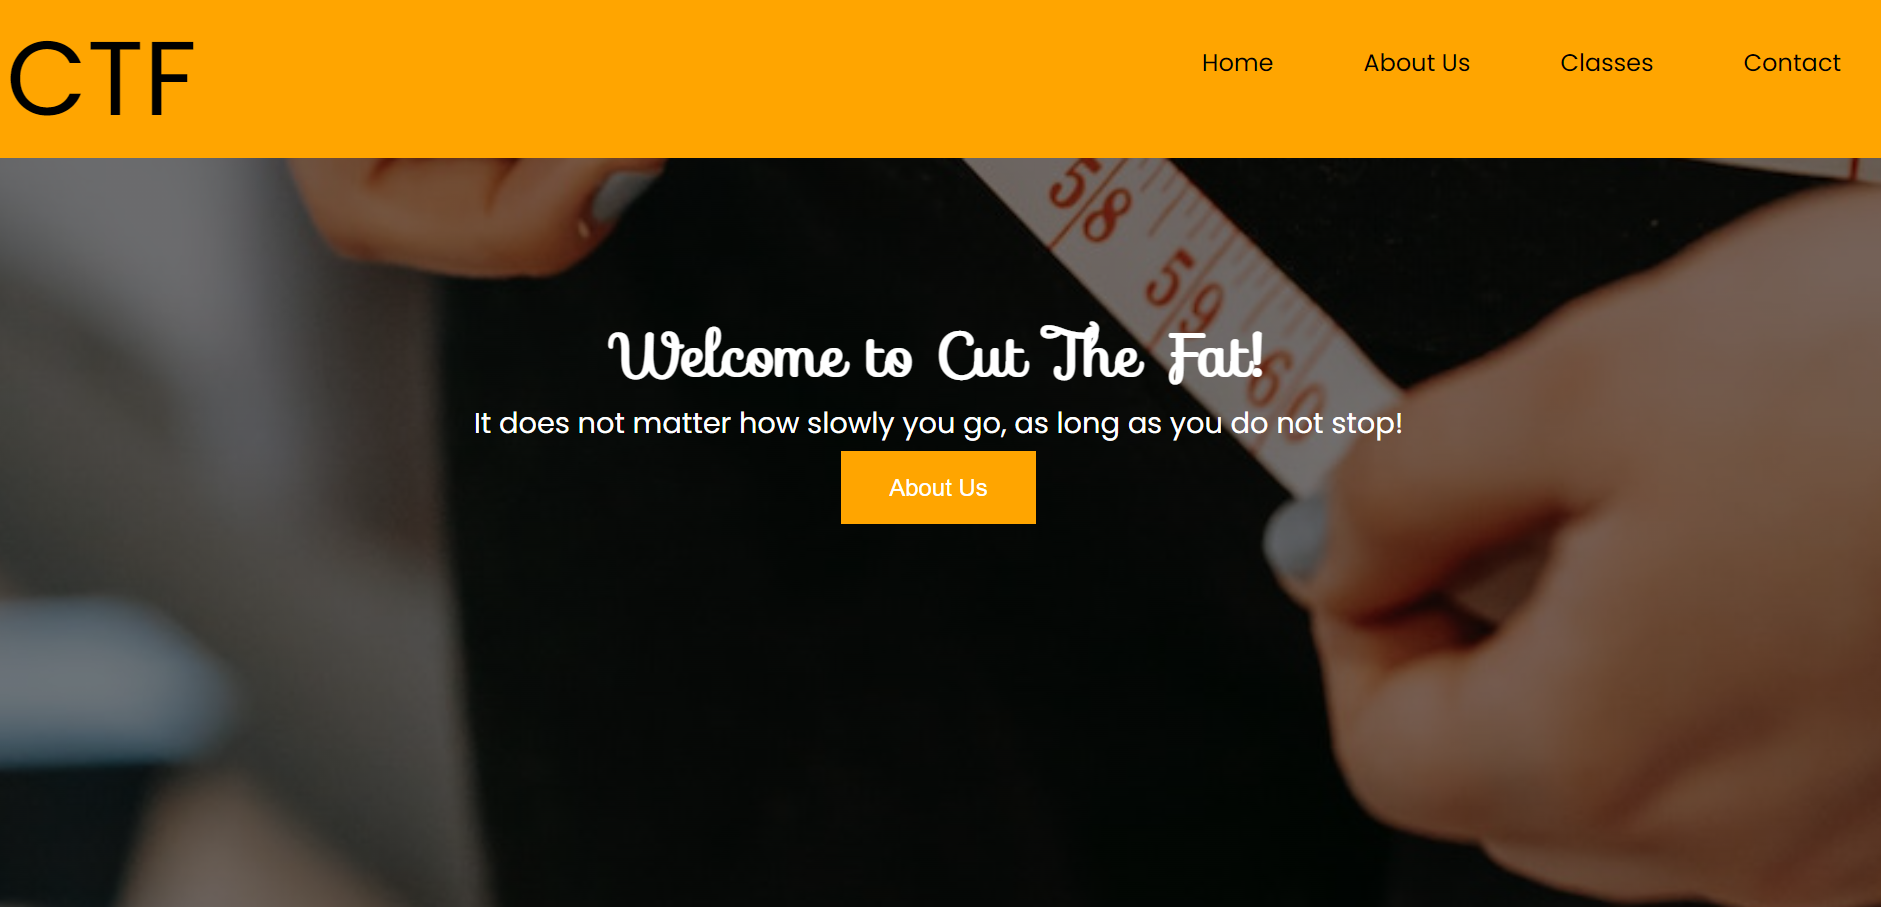 CTF
Home
About Us
Classes
Contact
58
59
60
Welcome to Cut The Fat!
It does not matter how slowly you go, as long as you do not stop!
About Us